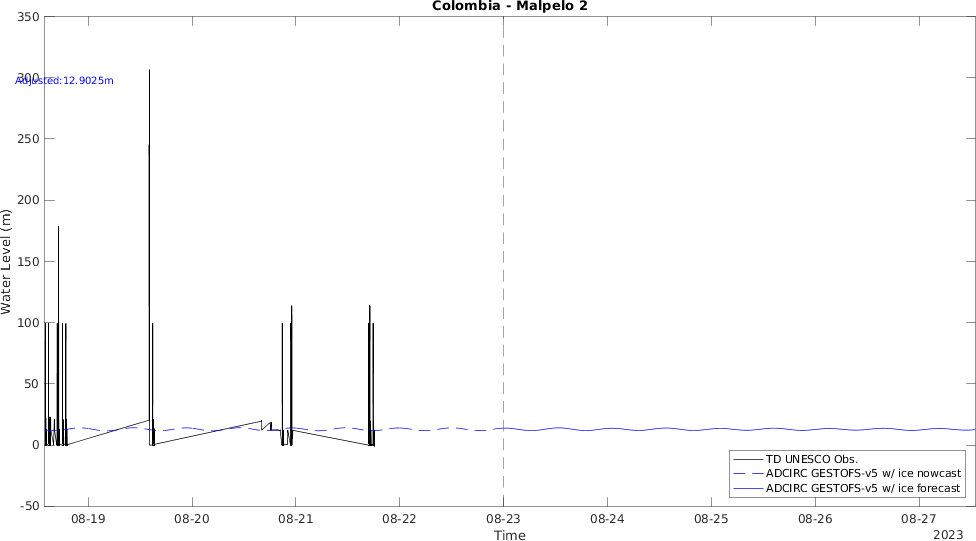 Colombia - Malpelo 2
350
300
Adjusted:12.9025m
250
200
150
100
50
0
-50
Water Level (m)
TD UNESCO Obs.
ADCIRC GESTOFS-v5 w/ ice nowcast
ADCIRC GESTOFS-v5 w/ ice forecast
08-19 08-20 08-21 08-22 08-23 08-24 08-25 08-26 08-27
Time
2023